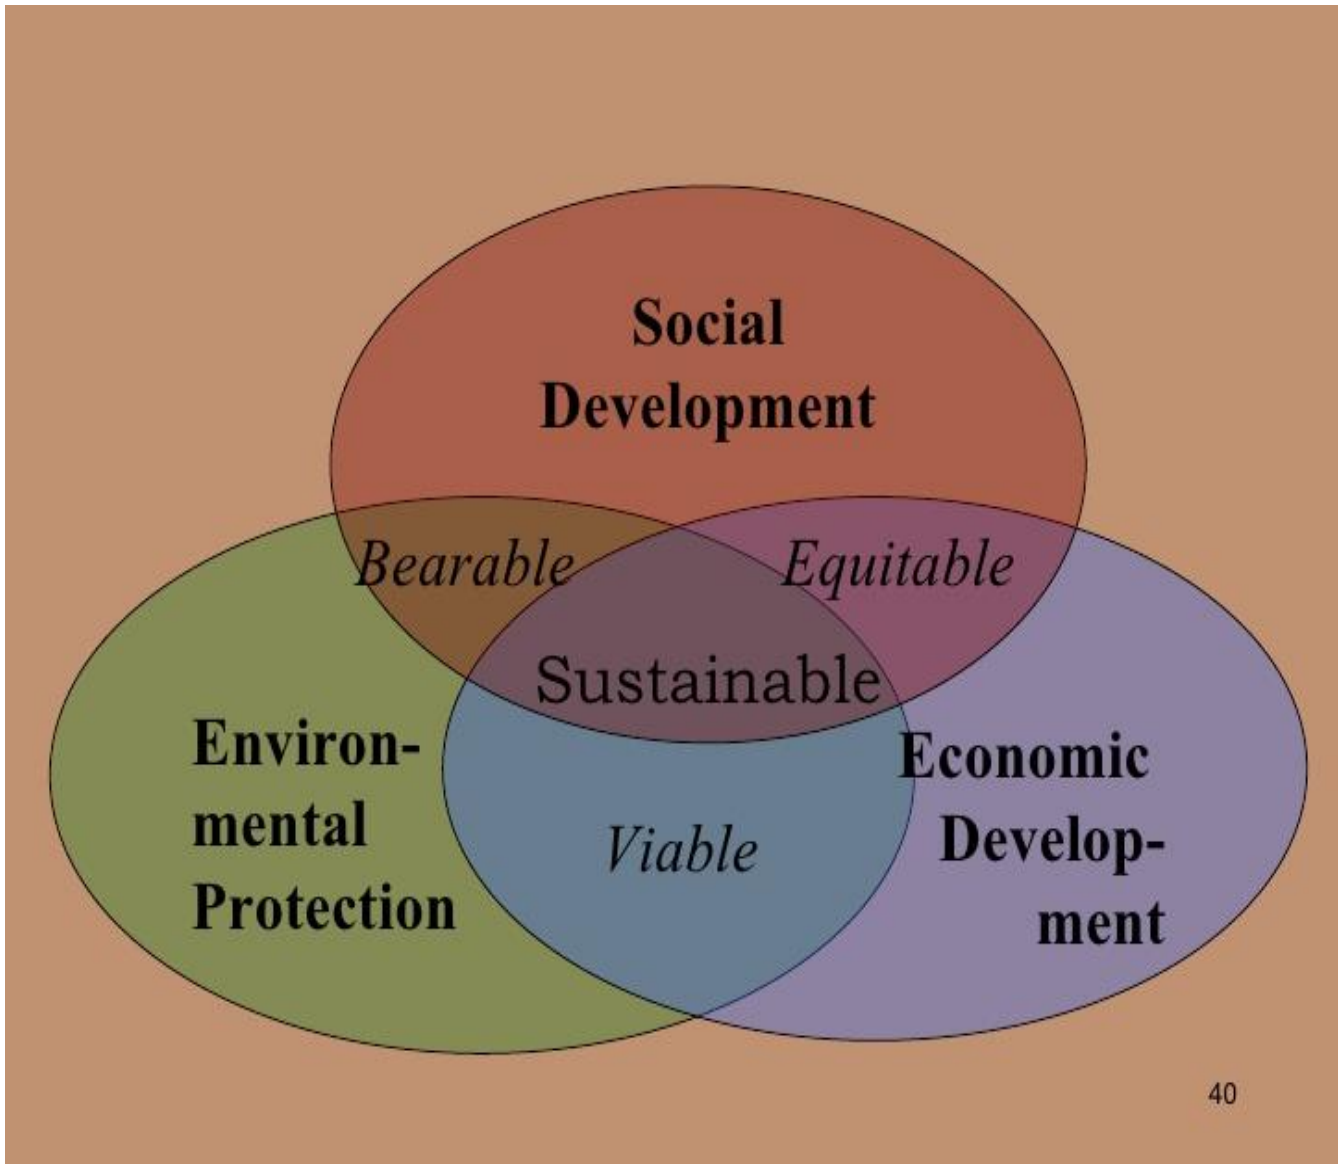 Social
Development
Bearable
Equitable
Sustainable
Environ-
mental
Protection
Economic
Develop-
ment
Viable
40